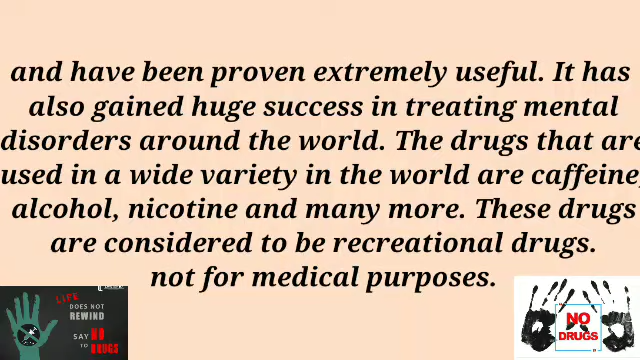 and have been proven extremely useful. It has
also gained huge success in treating mental
disorders around the world. The drugs that are
used in a wide variety in the world are caffeine,
alcohol, nicotine and many more. These drugs
are considered to be recreational drugs.
not for medical purposes.
LIFE
DOES NOT
REWIND
SAY NO
TO DRUGS
NO
DRUGS